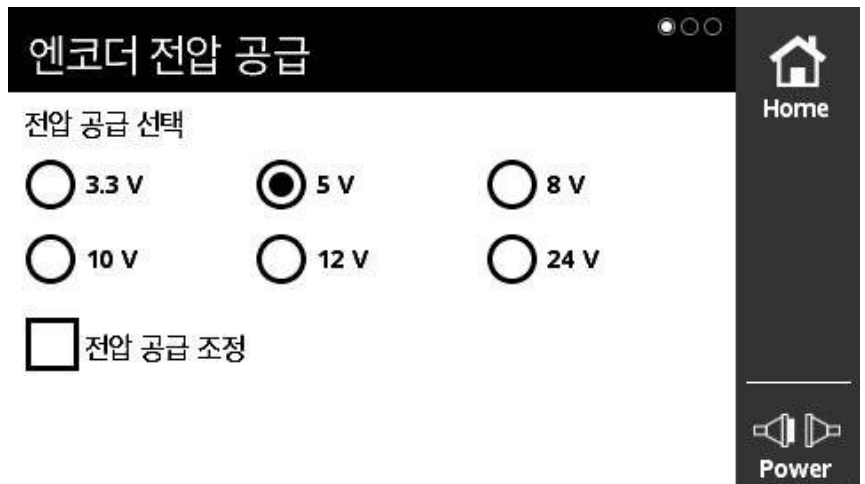 엔코더 전압 공급
Home
전압 공급 선택
3.3 V
5 V
8 V
10 V
12 V
24 V
전압 공급 조정
Power